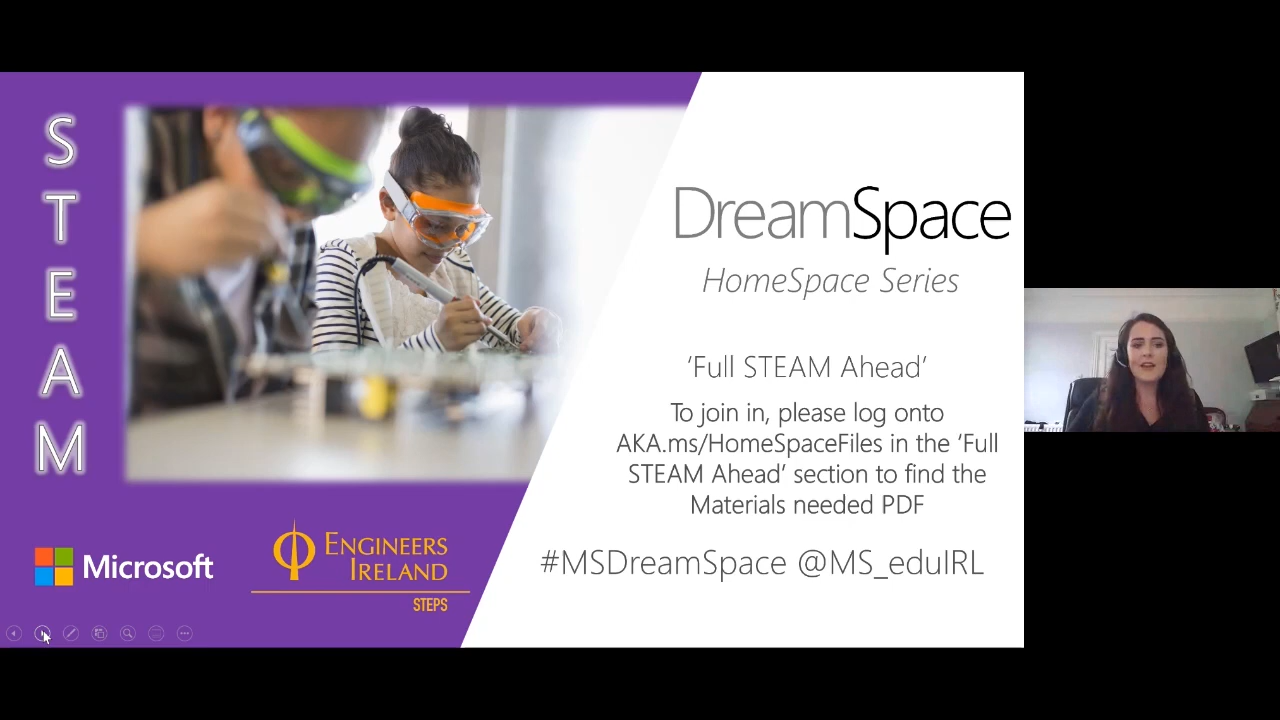 S
T
E
A
M
DreamSpace
HomeSpace Series
‘Full STEAM Ahead’
To join in, please log onto
AKA.ms/HomeSpaceFiles in the ‘Full
STEAM Ahead’ section to find the
Materials needed PDF
#MSDreamSpace @MS_eduIRL
Microsoft
ENGINEERS
IRELAND
STEPS